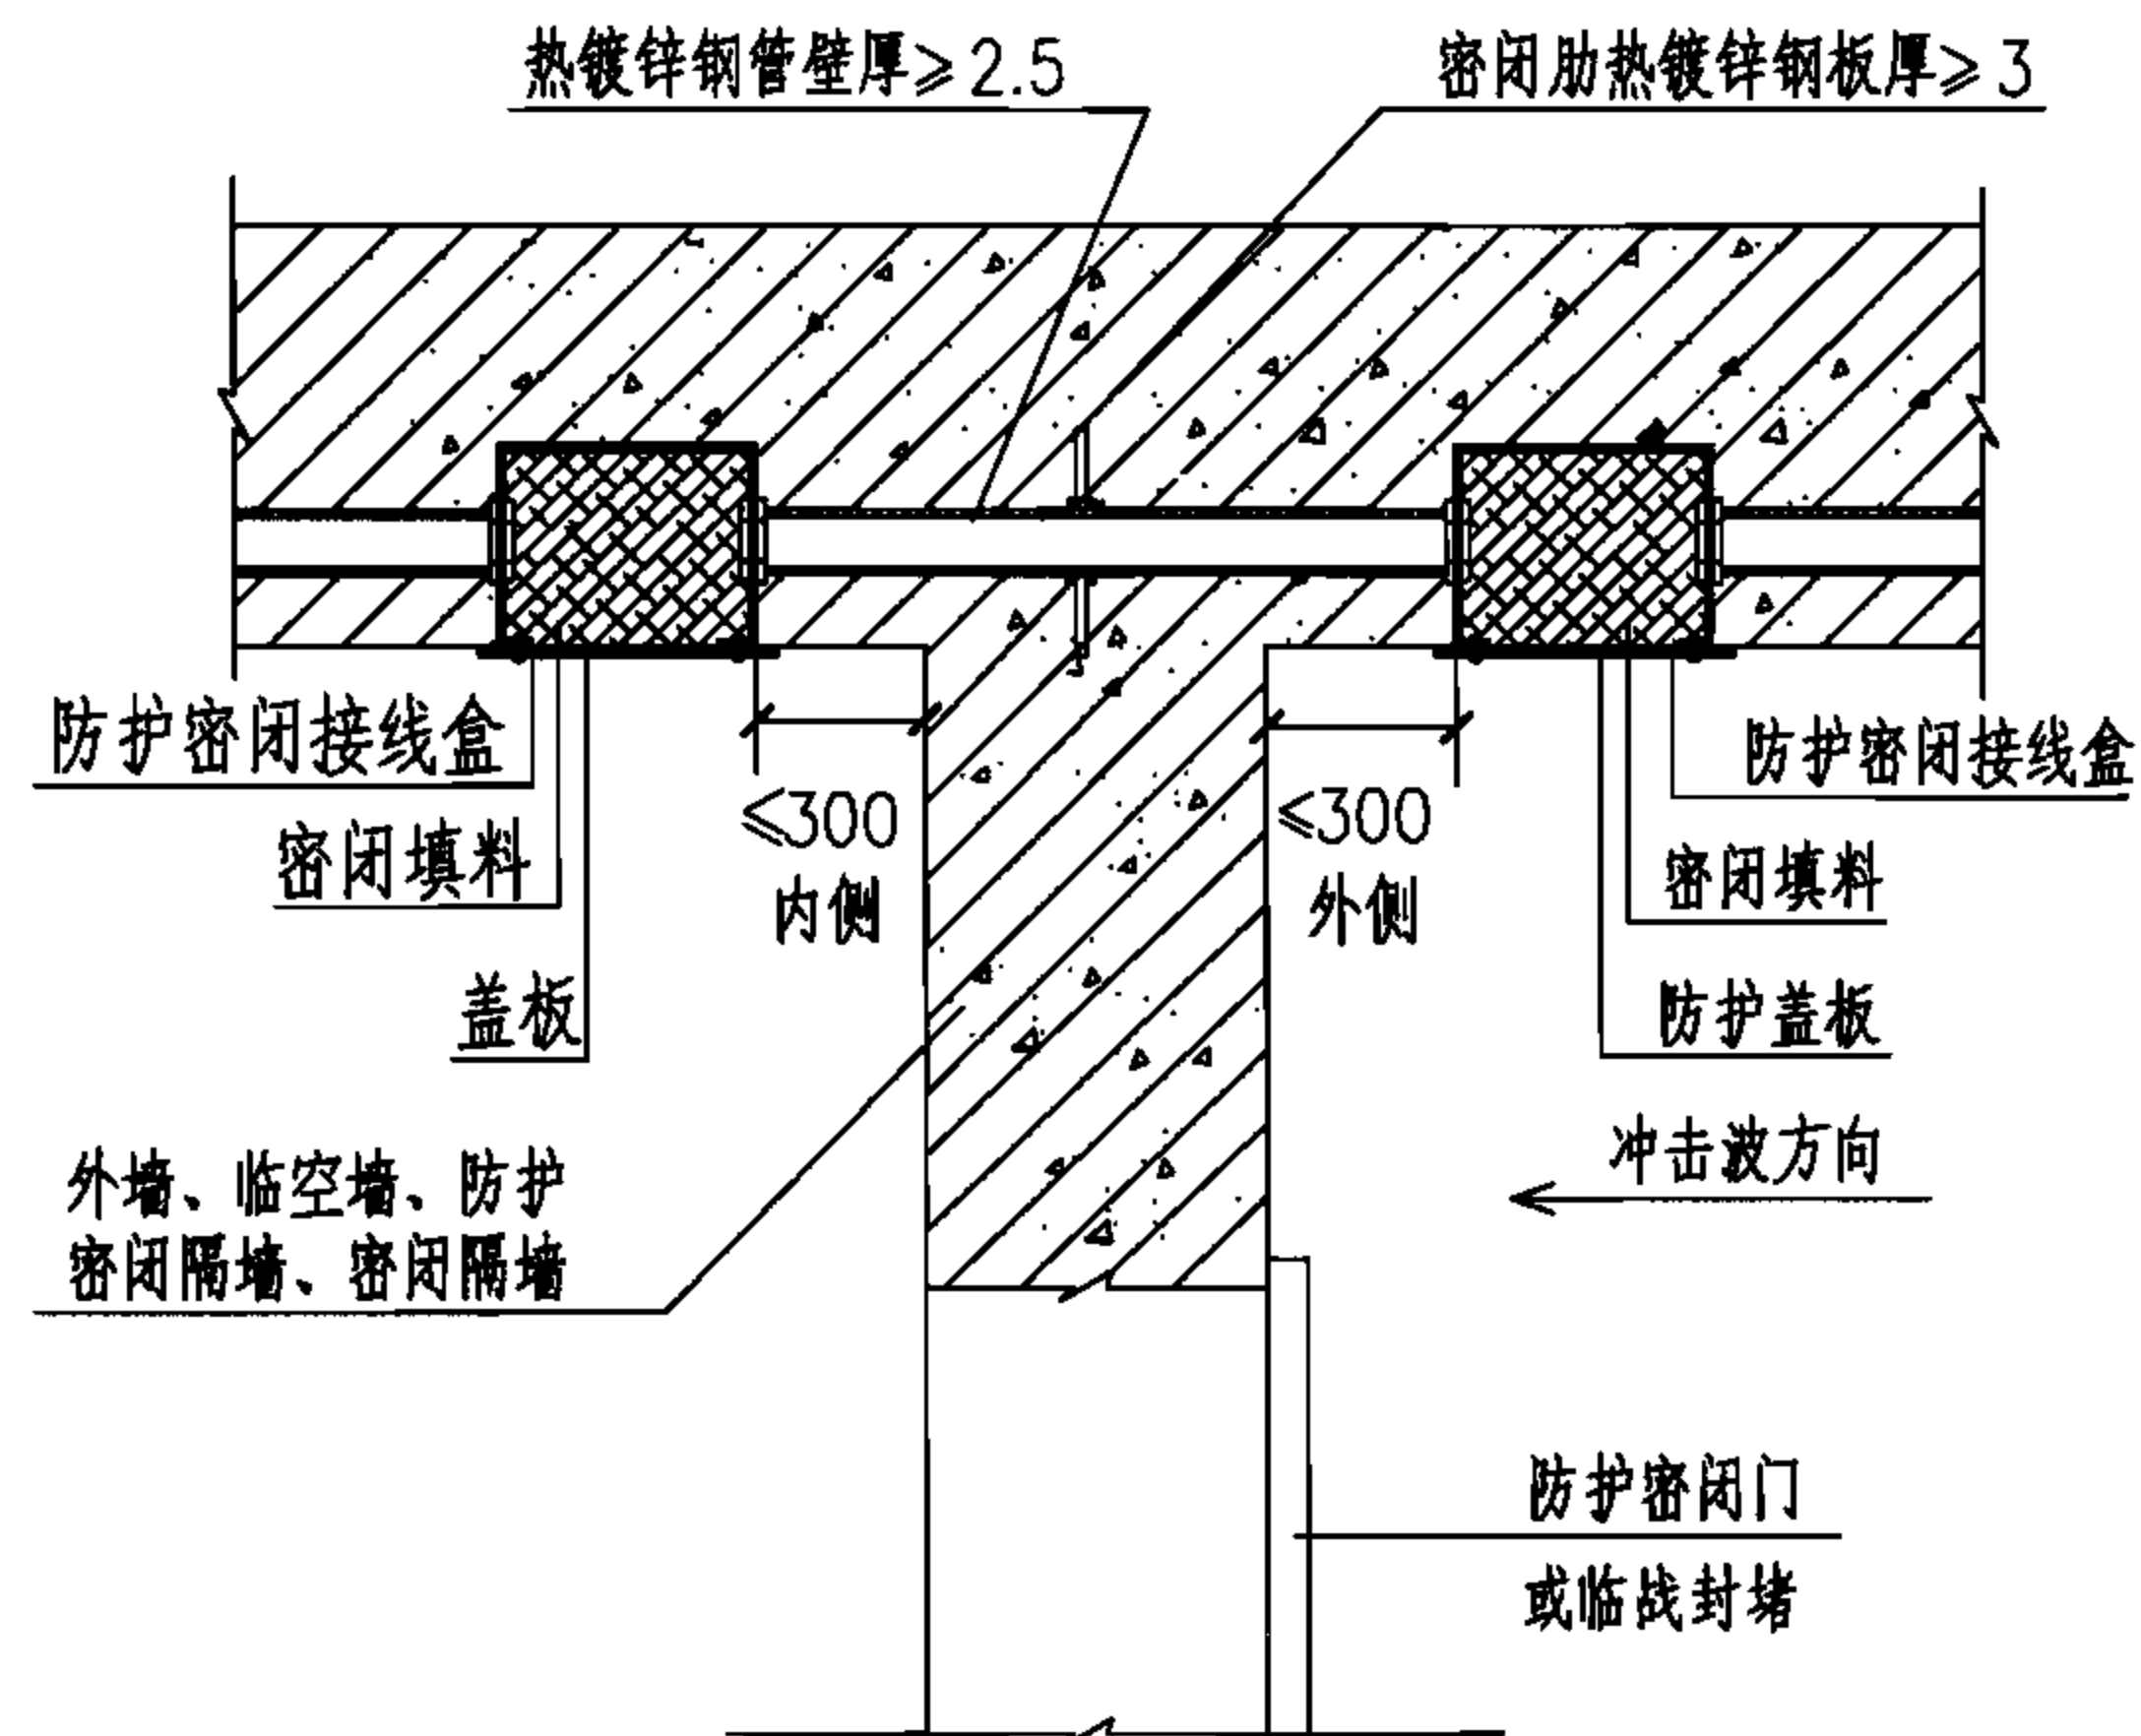 热镀锌钢管壁厚≥2.5
密闭肋热镀锌钢板厚≥3
防护密闭接线盒
密闭填料
盖板
≤300
内侧
≤300
外侧
防护密闭接线盒
密闭填料
防护盖板
冲击波方向
外墙、临空墙、防护
密闭隔墙、密闭隔墙
防护密闭门
或临战封堵